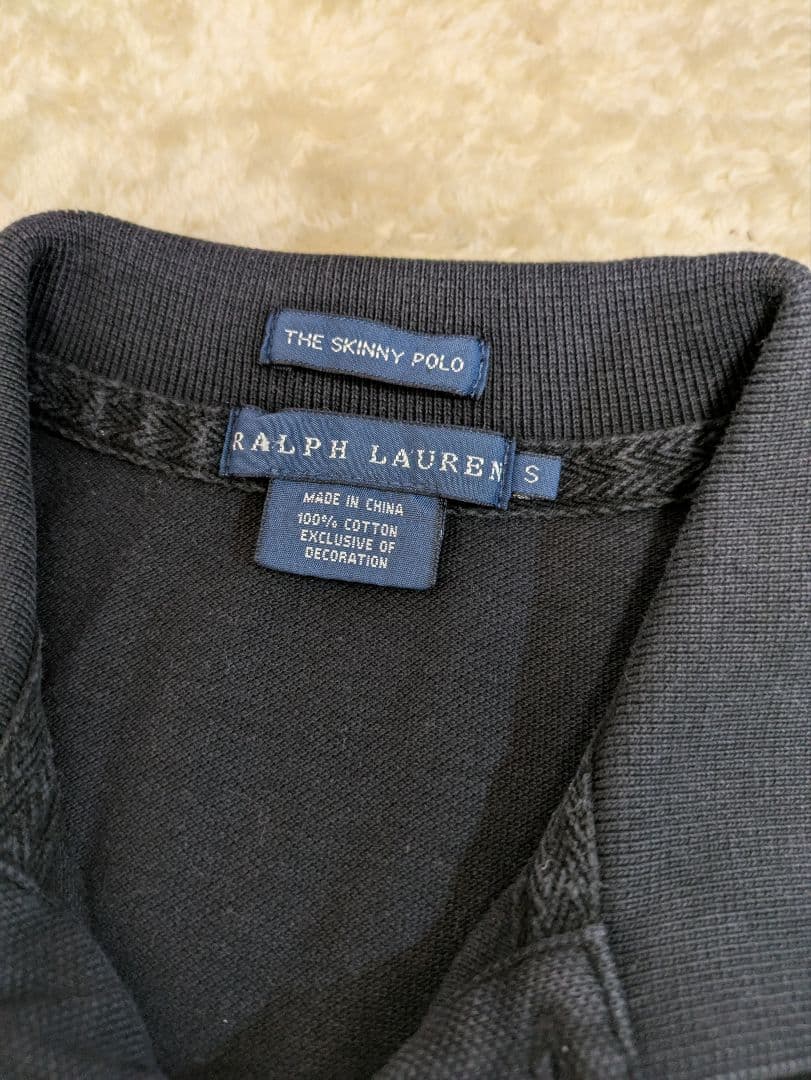 THE SKINNY POLO
RALPH LAUREN
S
MADE IN CHINA
100% COTTON
EXCLUSIVE OF
DECORATION